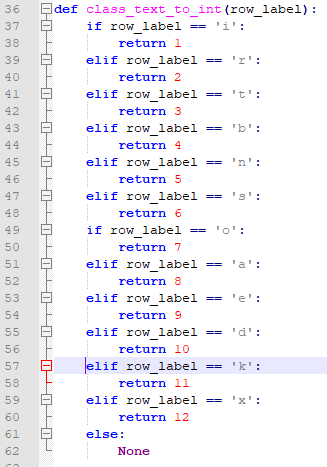 36 def class_text_to_int(row_label):
37     if row_label == 'i':
38         return 1
39     elif row_label == 'r':
40         return 2
41     elif row_label == 't':
42         return 3
43     elif row_label == 'b':
44         return 4
45     elif row_label == 'n':
46         return 5
47     elif row_label == 's':
48         return 6
49     if row_label == 'o':
50         return 7
51     elif row_label == 'a':
52         return 8
53     elif row_label == 'e':
54         return 9
55     elif row_label == 'd':
56         return 10
57     elif row_label == 'k':
58         return 11
59     elif row_label == 'x':
60         return 12
61     else:
62         None